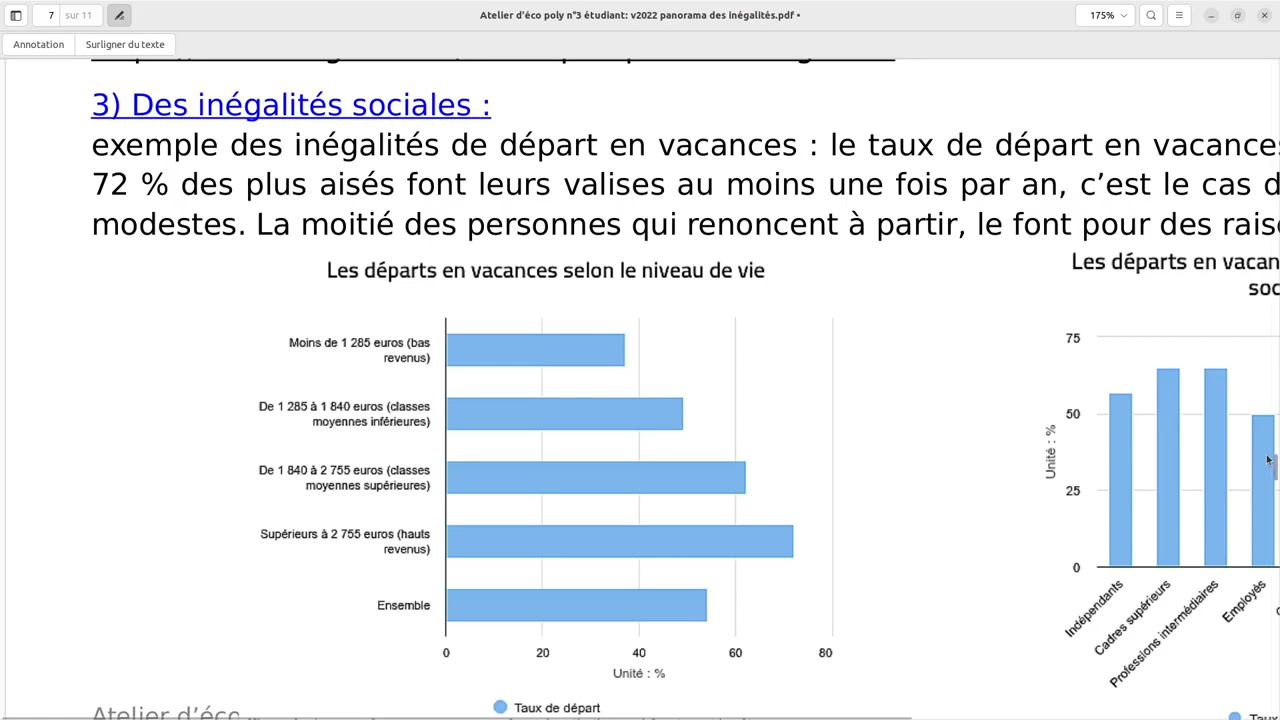 7
sur 11
Atelier d'éco poly n°3 étudiant: v2022 panorama des inégalités.pdf •
175%
Annotation
Surligner du texte
3) Des inégalités sociales :
exemple des inégalités de départ en vacances : le taux de départ en vacances
72 % des plus aisés font leurs valises au moins une fois par an, c’est le cas d
modestes. La moitié des personnes qui renoncent à partir, le font pour des rais
Les départs en vacances selon le niveau de vie
Moins de 1 285 euros (bas
revenus)
De 1 285 à 1 840 euros (classes
moyennes inférieures)
De 1 840 à 2 755 euros (classes
moyennes supérieures)
Supérieurs à 2 755 euros (hauts
revenus)
Ensemble
0 20 40 60 80
Unité : %
Taux de départ
Les départs en vacan
soc
75
50
25
0
Unité : %
Indépendants
Cadres supérieurs
Professions intermédiaires
Employés
Taux
Atelier d’éco